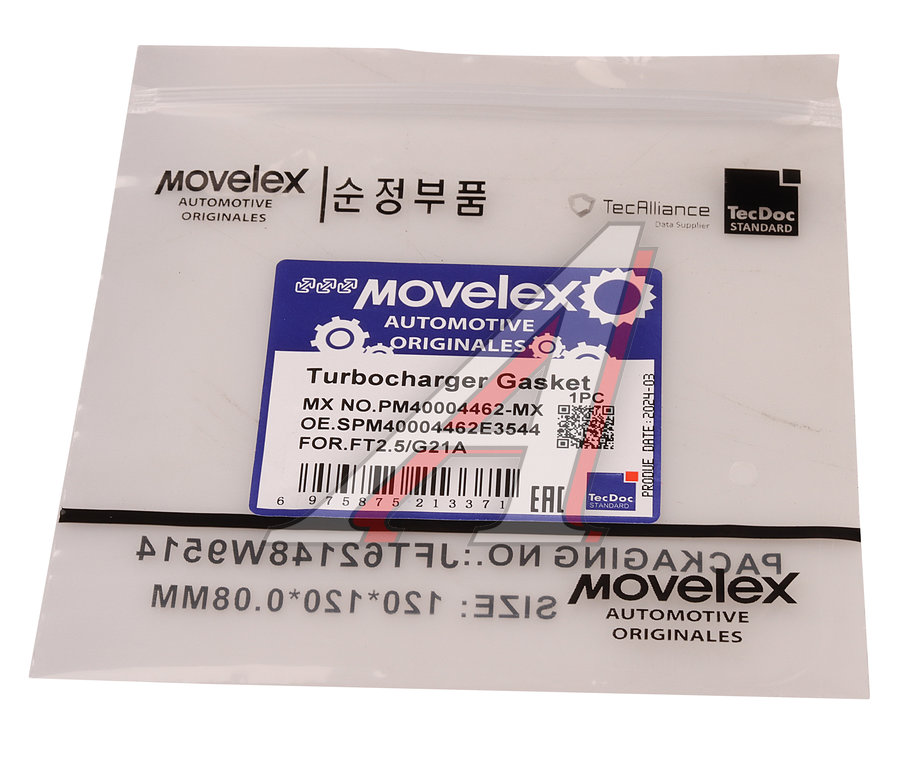 MOVelex
AUTOMOTIVE
ORIGINALES
순정부품
TecAlliance
Data Supplier
TecDoc
STANDARD
MOVelex
AUTOMOTIVE
ORIGINALES
Turbocharger Gasket
1PC
MX NO.PM40004462-MX
OE.SPM40004462E3544
FOR.FT2.5/G21A
6 975875 213371
EAC
TecDoc
STANDARD
PRODUE DATE:2024-03
PACKAGING NO.:JFT62148W9514
SIZE: 120*120*0.08MM
MOVelex
AUTOMOTIVE
ORIGINALES